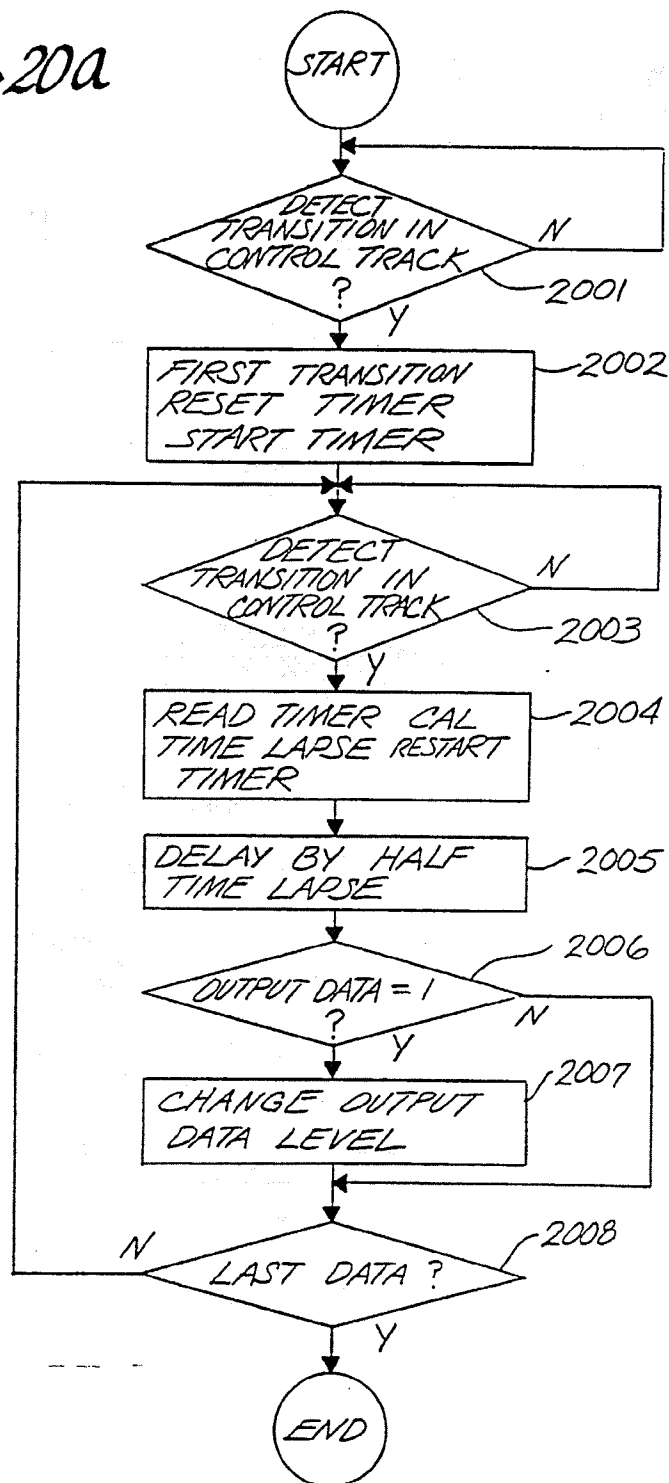 20a
START
DETECT
TRANSITION IN
CONTROL TRACK
?
N
2001
Y
FIRST TRANSITION
RESET TIMER
START TIMER
2002
DETECT
TRANSITION IN
CONTROL TRACK
?
N
2003
Y
READ TIMER CAL
TIME LAPSE RESTART
TIMER
2004
DELAY BY HALF
TIME LAPSE
2005
OUTPUT DATA = 1
?
2006
N
Y
CHANGE OUTPUT
DATA LEVEL
2007
N
LAST DATA ?
2008
Y
END